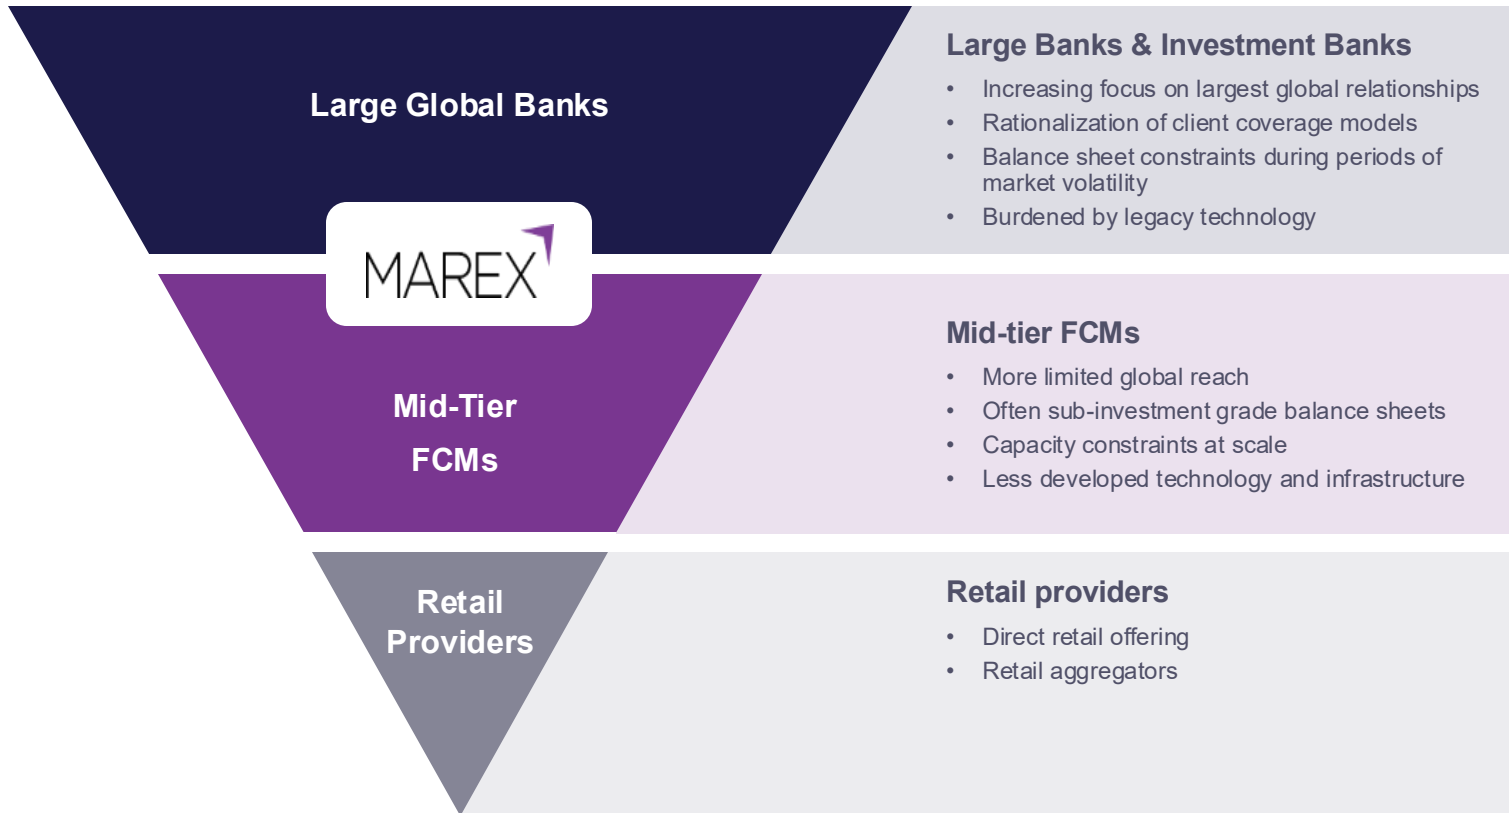 Large Global Banks
MAREX
Mid-Tier
FCMs
Retail
Providers
Large Banks & Investment Banks
• Increasing focus on largest global relationships
• Rationalization of client coverage models
• Balance sheet constraints during periods of
market volatility
• Burdened by legacy technology
Mid-tier FCMs
• More limited global reach
• Often sub-investment grade balance sheets
• Capacity constraints at scale
• Less developed technology and infrastructure
Retail providers
• Direct retail offering
• Retail aggregators